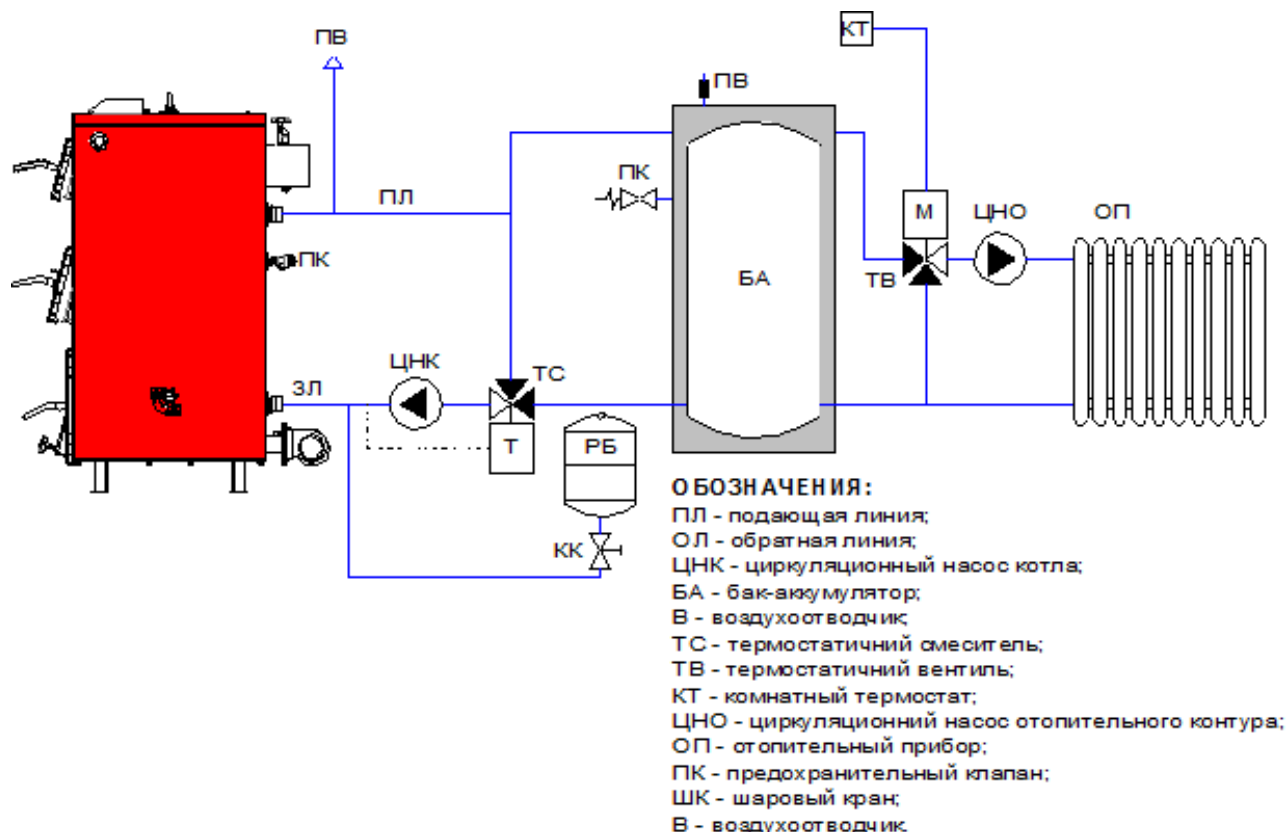 ПВ
КТ
ПВ
ПК
ПЛ
М
ЦНО
ОП
ПК
БА
ТВ
ЦНК
ТС
ЗЛ
Т
РБ
КК
ОБОЗНАЧЕНИЯ:
ПЛ - подающая линия;
ОЛ - обратная линия;
ЦНК - циркуляционный насос котла;
БА - бак-аккумулятор;
В - воздухоотводчик;
ТС - термостатичний смеситель;
ТВ - термостатичний вентиль;
КТ - комнатный термостат;
ЦНО - циркуляционний насос отопительного контура;
ОП - отопительный прибор;
ПК - предохранительный клапан;
ШК - шаровый кран;
В - воздухоотводчик.